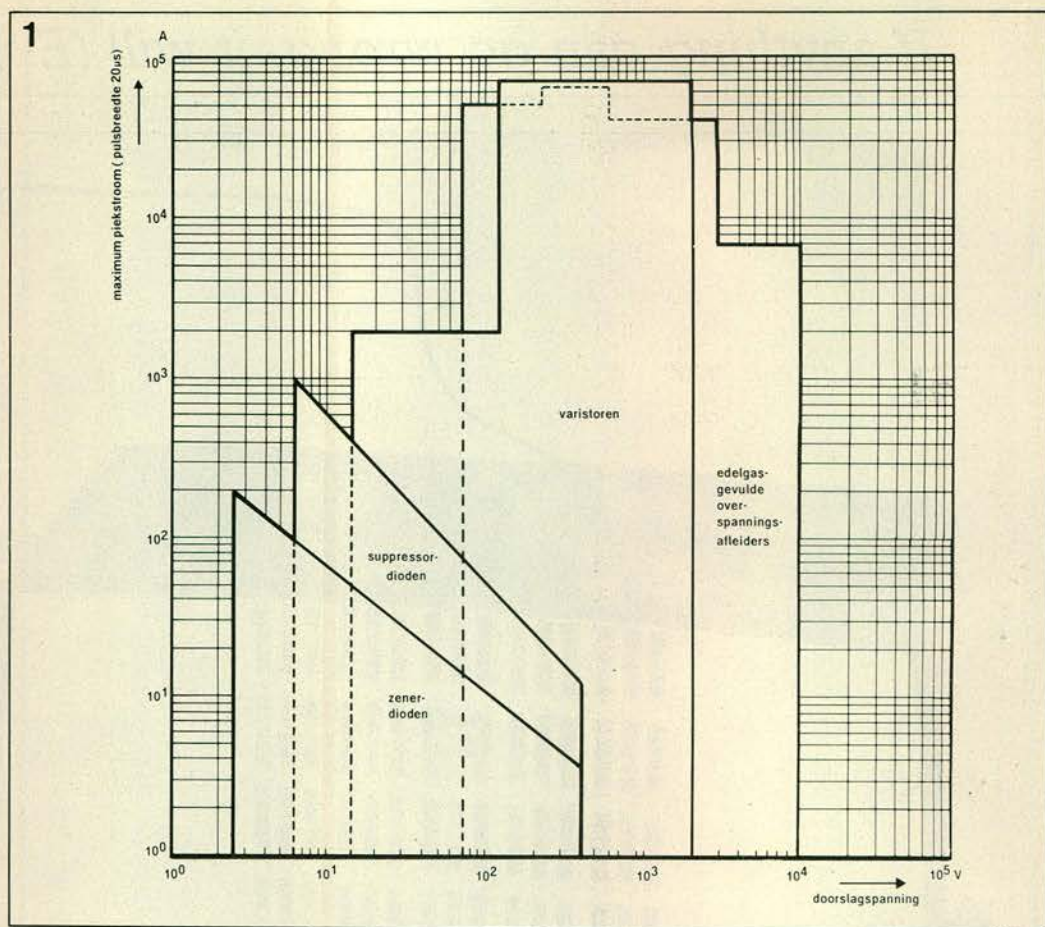 1
A
10⁵
10⁴
10³
10²
10¹
10⁰
maximum piekstroom (pulsbreedte 20µs)
varistoren
edelgas-
gevulde
over-
spannings-
afleiders
suppressor-
dioden
zener-
dioden
10⁰ 10¹ 10² 10³ 10⁴ 10⁵ V
doorslagspanning